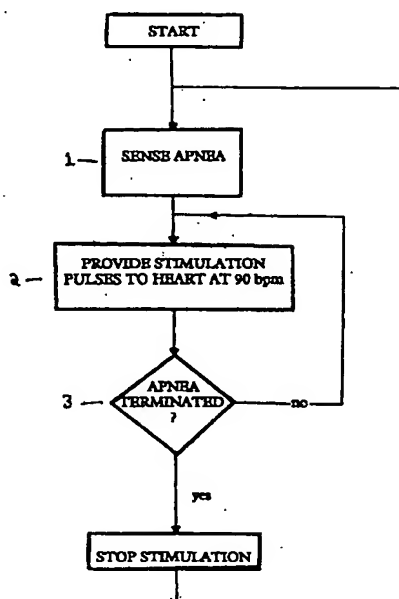 START
1
SENSE APNEA
2
PROVIDE STIMULATION
PULSES TO HEART AT 90 bpm
3
APNEA
TERMINATED
?
no
yes
STOP STIMULATION